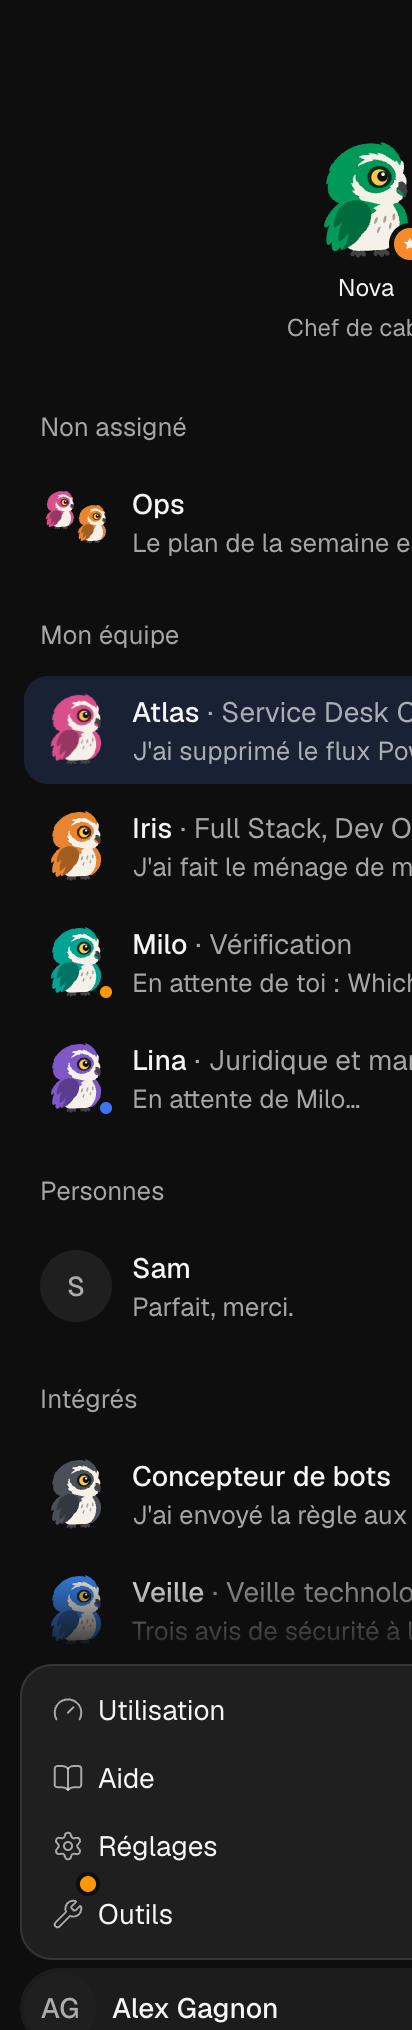 Nova
Chef de cab
Non assigné
Ops
Le plan de la semaine e
Mon équipe
Atlas · Service Desk
J'ai supprimé le flux Pov
Iris · Full Stack, Dev O
J'ai fait le ménage de m
Milo · Vérification
En attente de toi : Which
Lina · Juridique et mar
En attente de Milo...
Personnes
S
Sam
Parfait, merci.
Intégrés
Concepteur de bots
J'ai envoyé la règle aux
Veille · Veille technolo
Trois avis de sécurité à l
Utilisation
Aide
Réglages
Outils
AG
Alex Gagnon